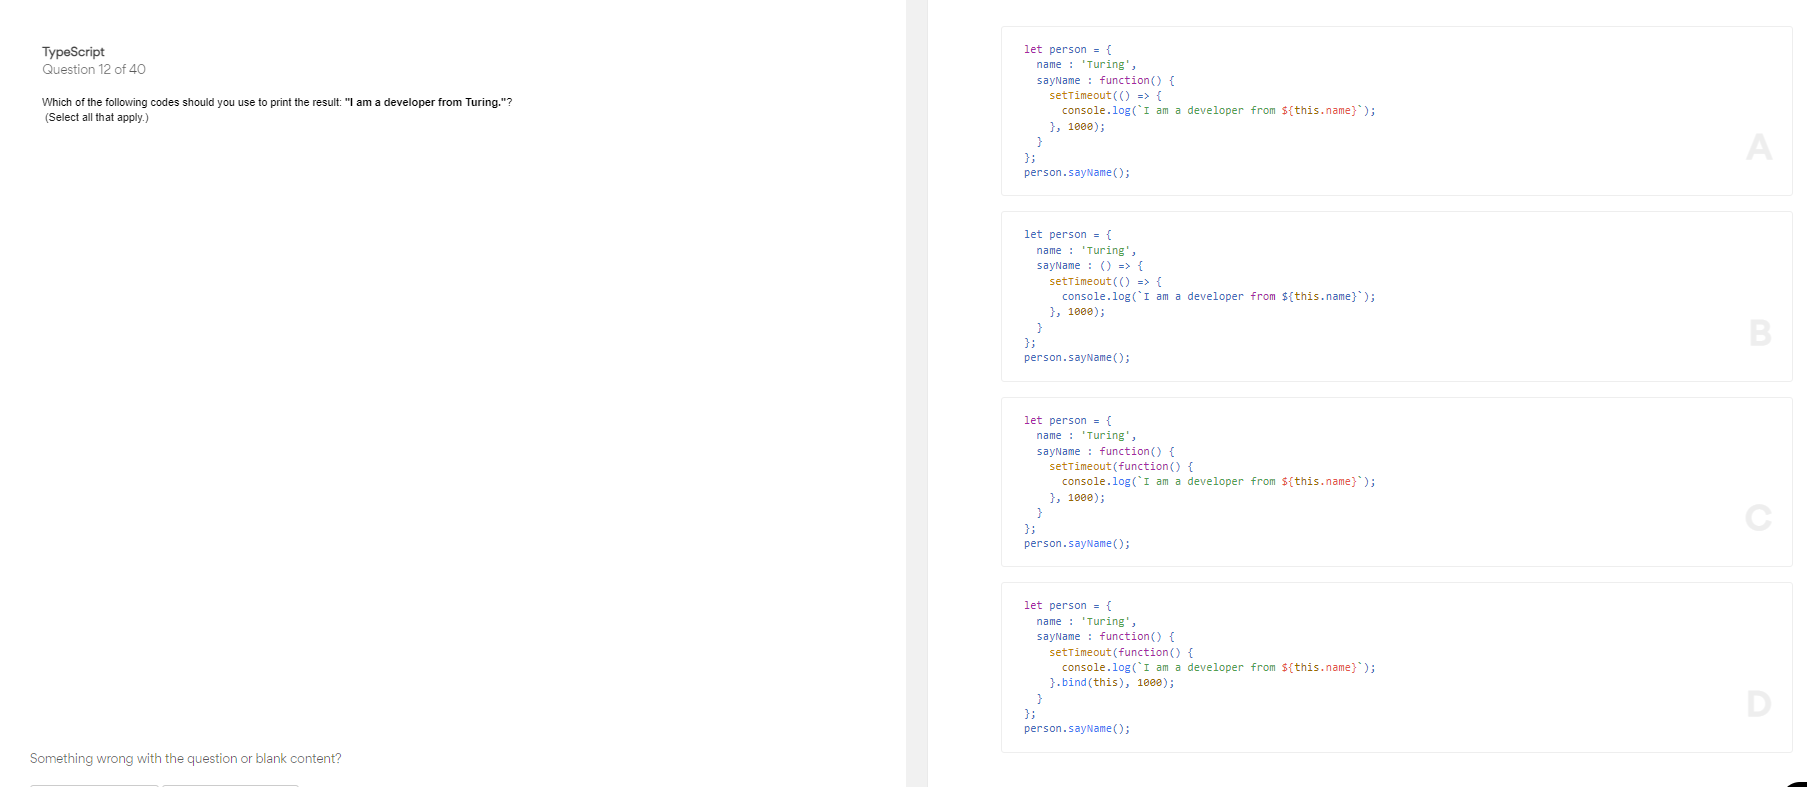 TypeScript
Question 12 of 40
Which of the following codes should you use to print the result: "I am a developer from Turing."?
(Select all that apply.)
Something wrong with the question or blank content?
let person = {
  name : 'Turing',
  sayName : function() {
    setTimeout(() => {
      console.log(`I am a developer from ${this.name}`);
    }, 1000);
  }
};
person.sayName();
A
let person = {
  name : 'Turing',
  sayName : () => {
    setTimeout(() => {
      console.log(`I am a developer from ${this.name}`);
    }, 1000);
  }
};
person.sayName();
B
let person = {
  name : 'Turing',
  sayName : function() {
    setTimeout(function() {
      console.log(`I am a developer from ${this.name}`);
    }, 1000);
  }
};
person.sayName();
C
let person = {
  name : 'Turing',
  sayName : function() {
    setTimeout(function() {
      console.log(`I am a developer from ${this.name}`);
    }.bind(this), 1000);
  }
};
person.sayName();
D